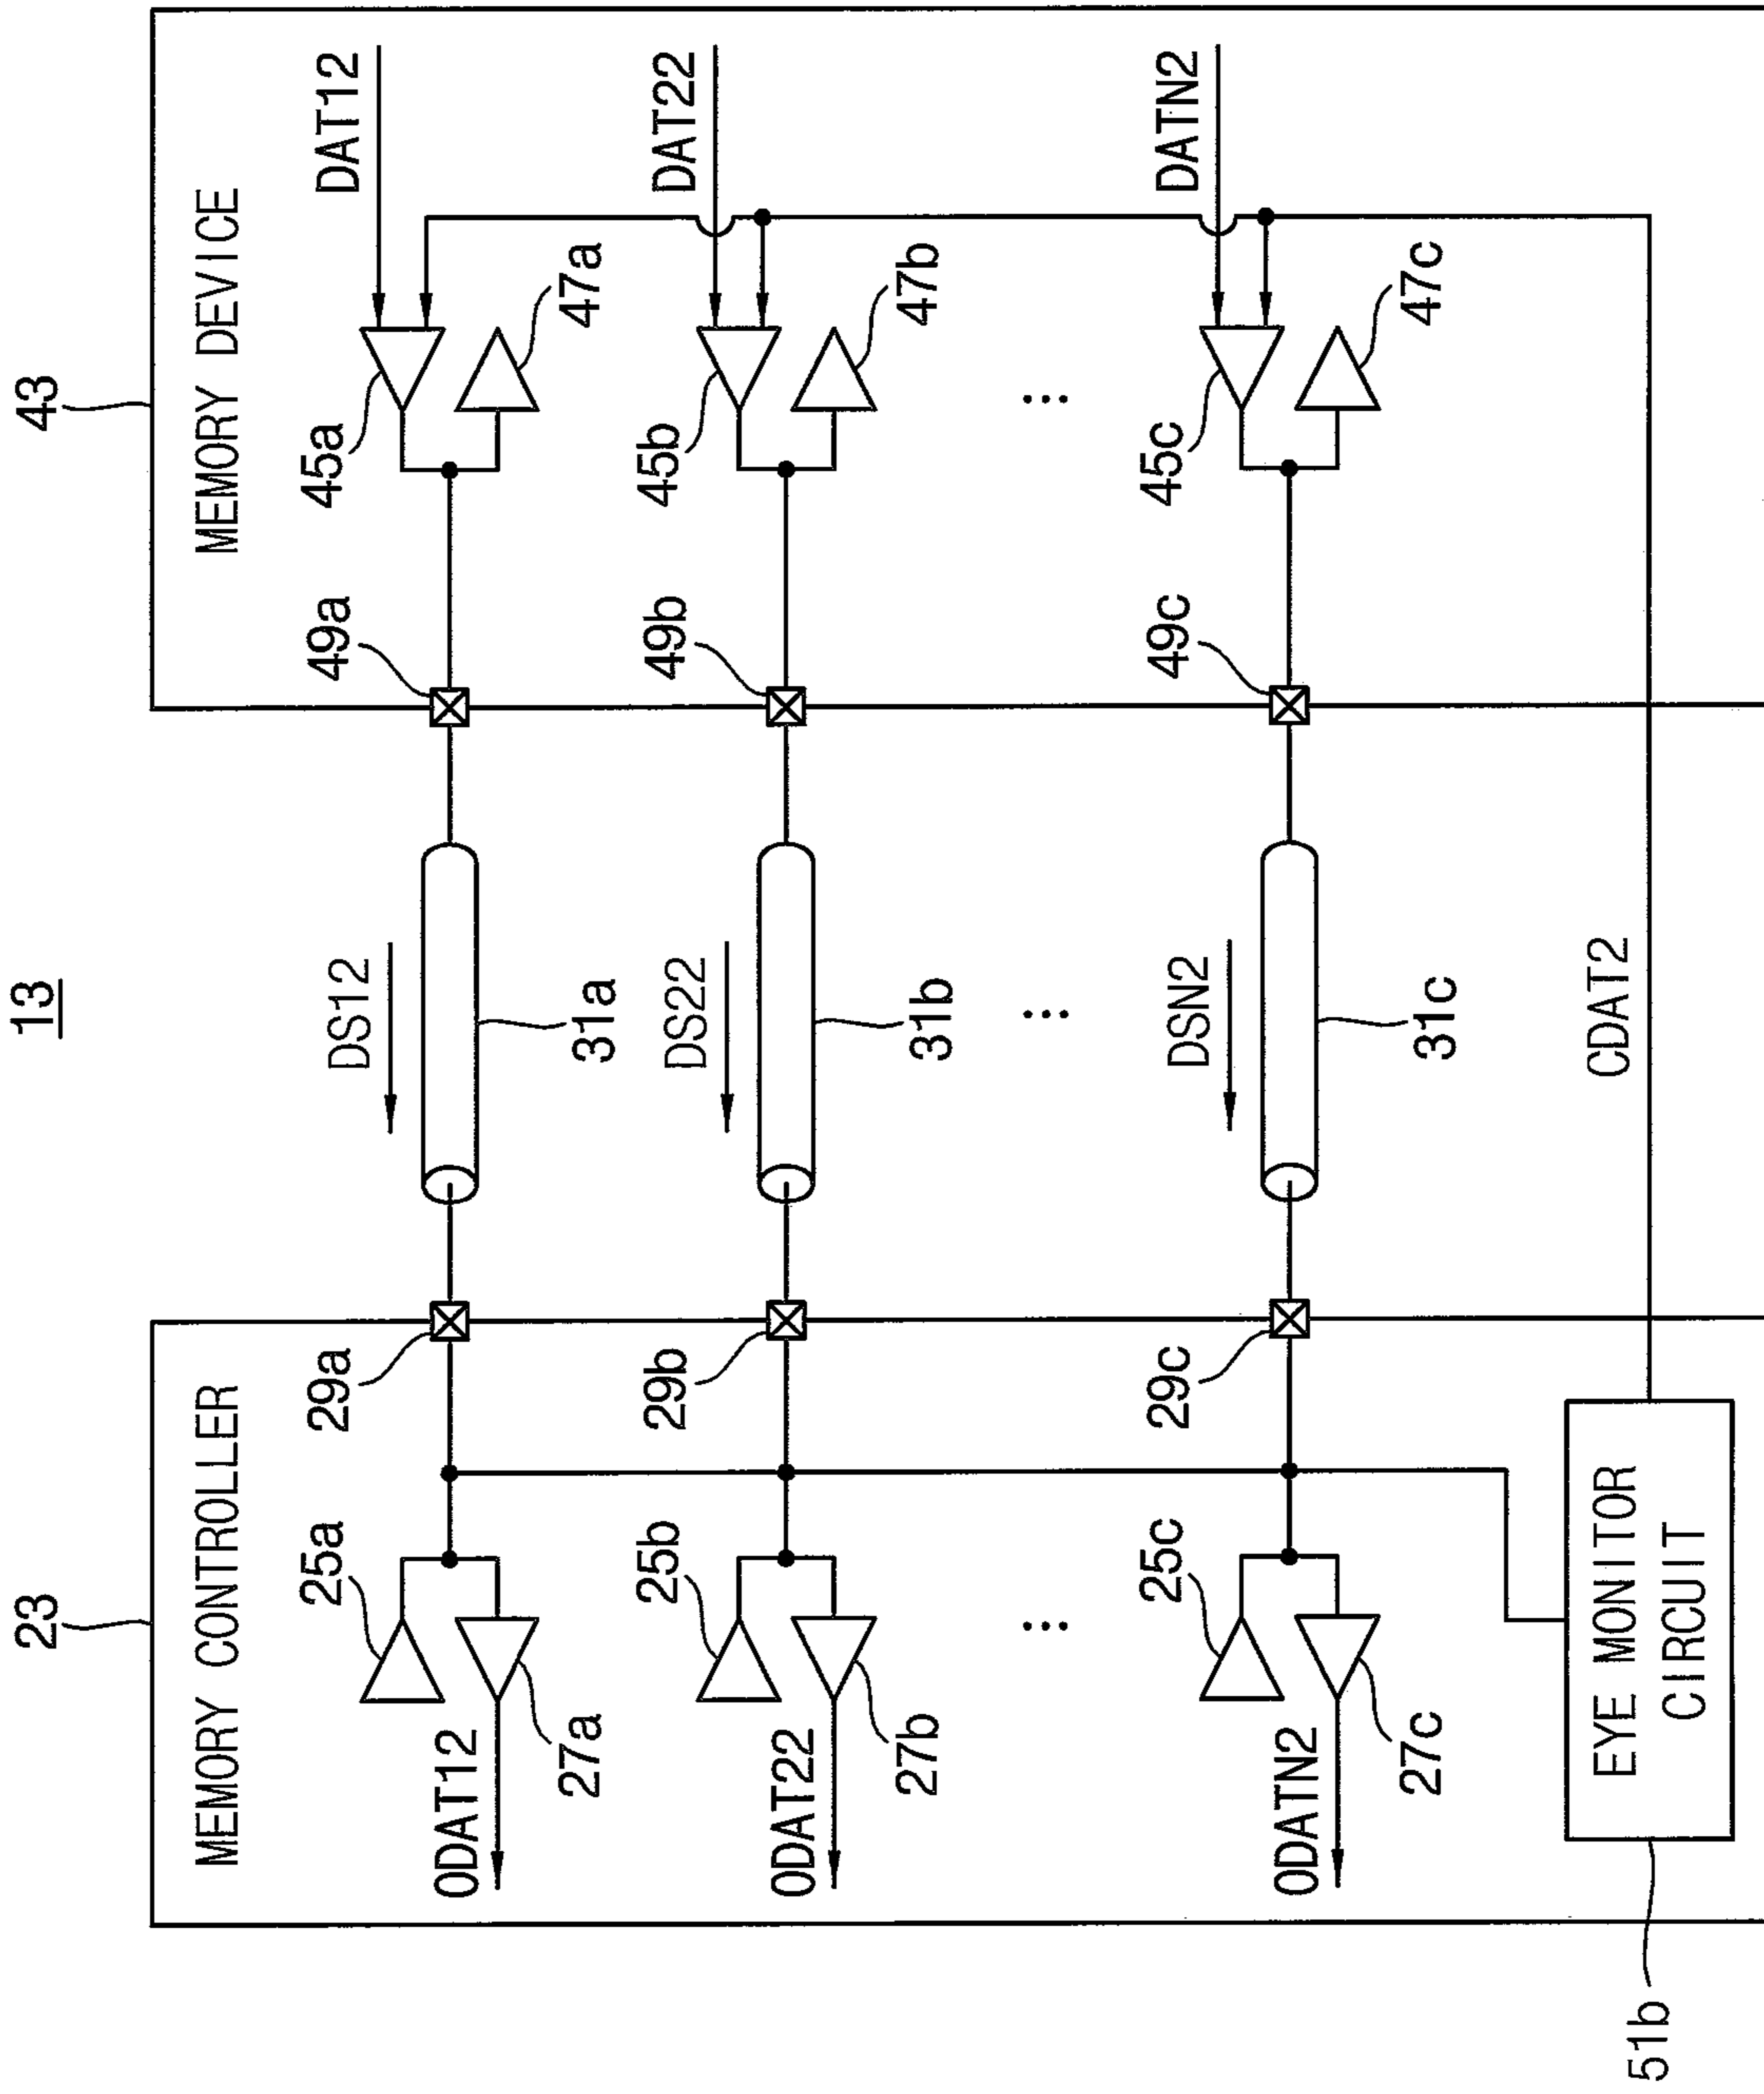 13
23
43
MEMORY CONTROLLER
MEMORY DEVICE
25a
29a
DS12
49a
45a
DAT12
ODAT12
27a
31a
47a
25b
29b
DS22
49b
45b
DAT22
ODAT22
27b
31b
47b
...
...
...
25c
29c
DSN2
49c
45c
DATN2
ODATN2
27c
31c
47c
EYE MONITOR
CIRCUIT
CDAT2
51b